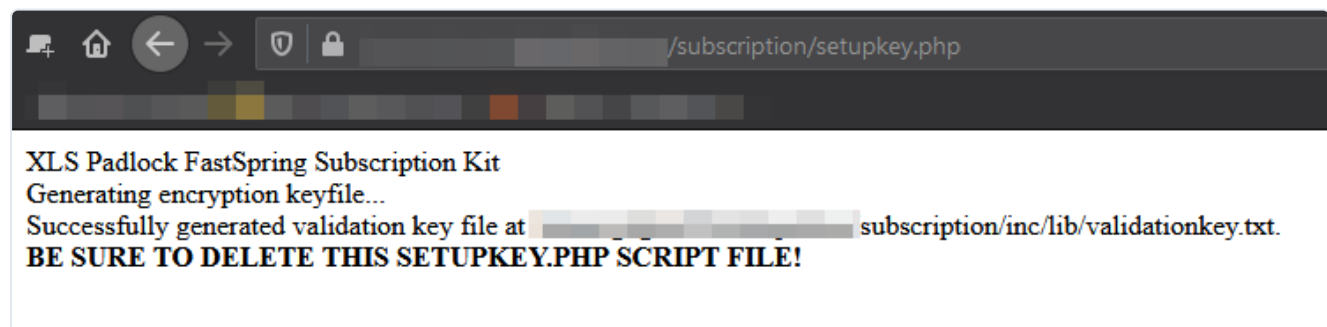 /subscription/setupkey.php
XLS Padlock FastSpring Subscription Kit
Generating encryption keyfile...
Successfully generated validation key file at subscription/inc/lib/validationkey.txt.
BE SURE TO DELETE THIS SETUPKEY.PHP SCRIPT FILE!